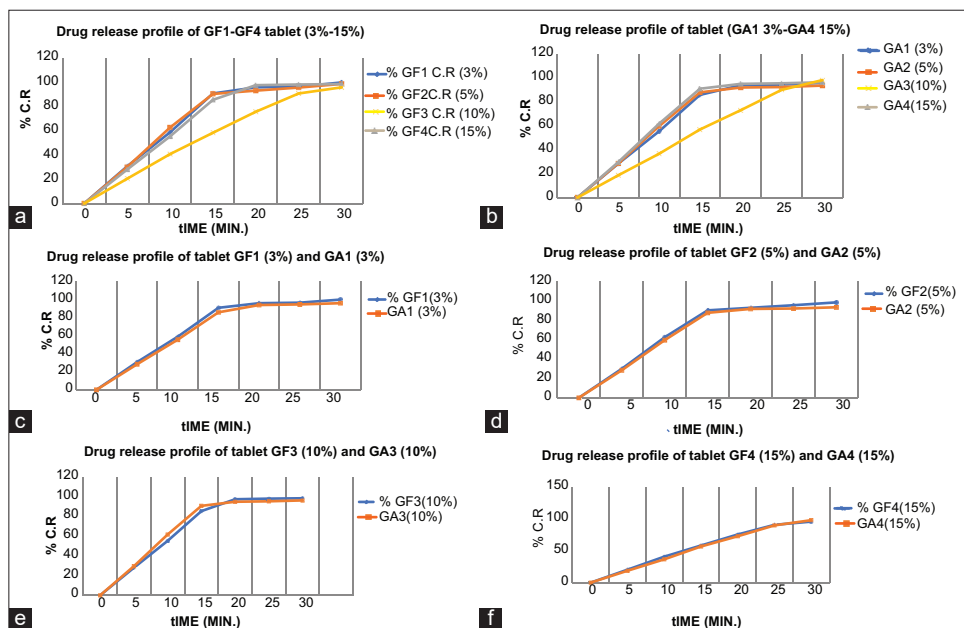 Drug release profile of GF1-GF4 tablet (3%-15%)
120
100
80
60
40
20
0
% C.R
0 5 10 15 20 25 30
tIME (MIN.)
% GF1 C.R (3%)
% GF2C.R (5%)
% GF3 C.R (10%)
% GF4C.R (15%)
a
Drug release profile of tablet (GA1 3%-GA4 15%)
120
100
80
60
40
20
0
% C.R
0 5 10 15 20 25 30
tIME (MIN.)
GA1 (3%)
GA2 (5%)
GA3 (10%)
GA4 (15%)
b
Drug release profile of tablet GF1 (3%) and GA1 (3%)
120
100
80
60
40
20
0
% C.R
0 5 10 15 20 25 30
tIME (MIN.)
% GF1(3%)
GA1 (3%)
c
Drug release profile of tablet GF2 (5%) and GA2 (5%)
120
100
80
60
40
20
0
% C.R
0 5 10 15 20 25 30
tIME (MIN.)
% GF2(5%)
GA2 (5%)
d
Drug release profile of tablet GF3 (10%) and GA3 (10%)
120
100
80
60
40
20
0
% C.R
0 5 10 15 20 25 30
tIME (MIN.)
% GF3(10%)
GA3(10%)
e
Drug release profile of tablet GF4 (15%) and GA4 (15%)
150
100
50
0
% C.R
0 5 10 15 20 25 30
tIME (MIN.)
% GF4(15%)
GA4(15%)
f